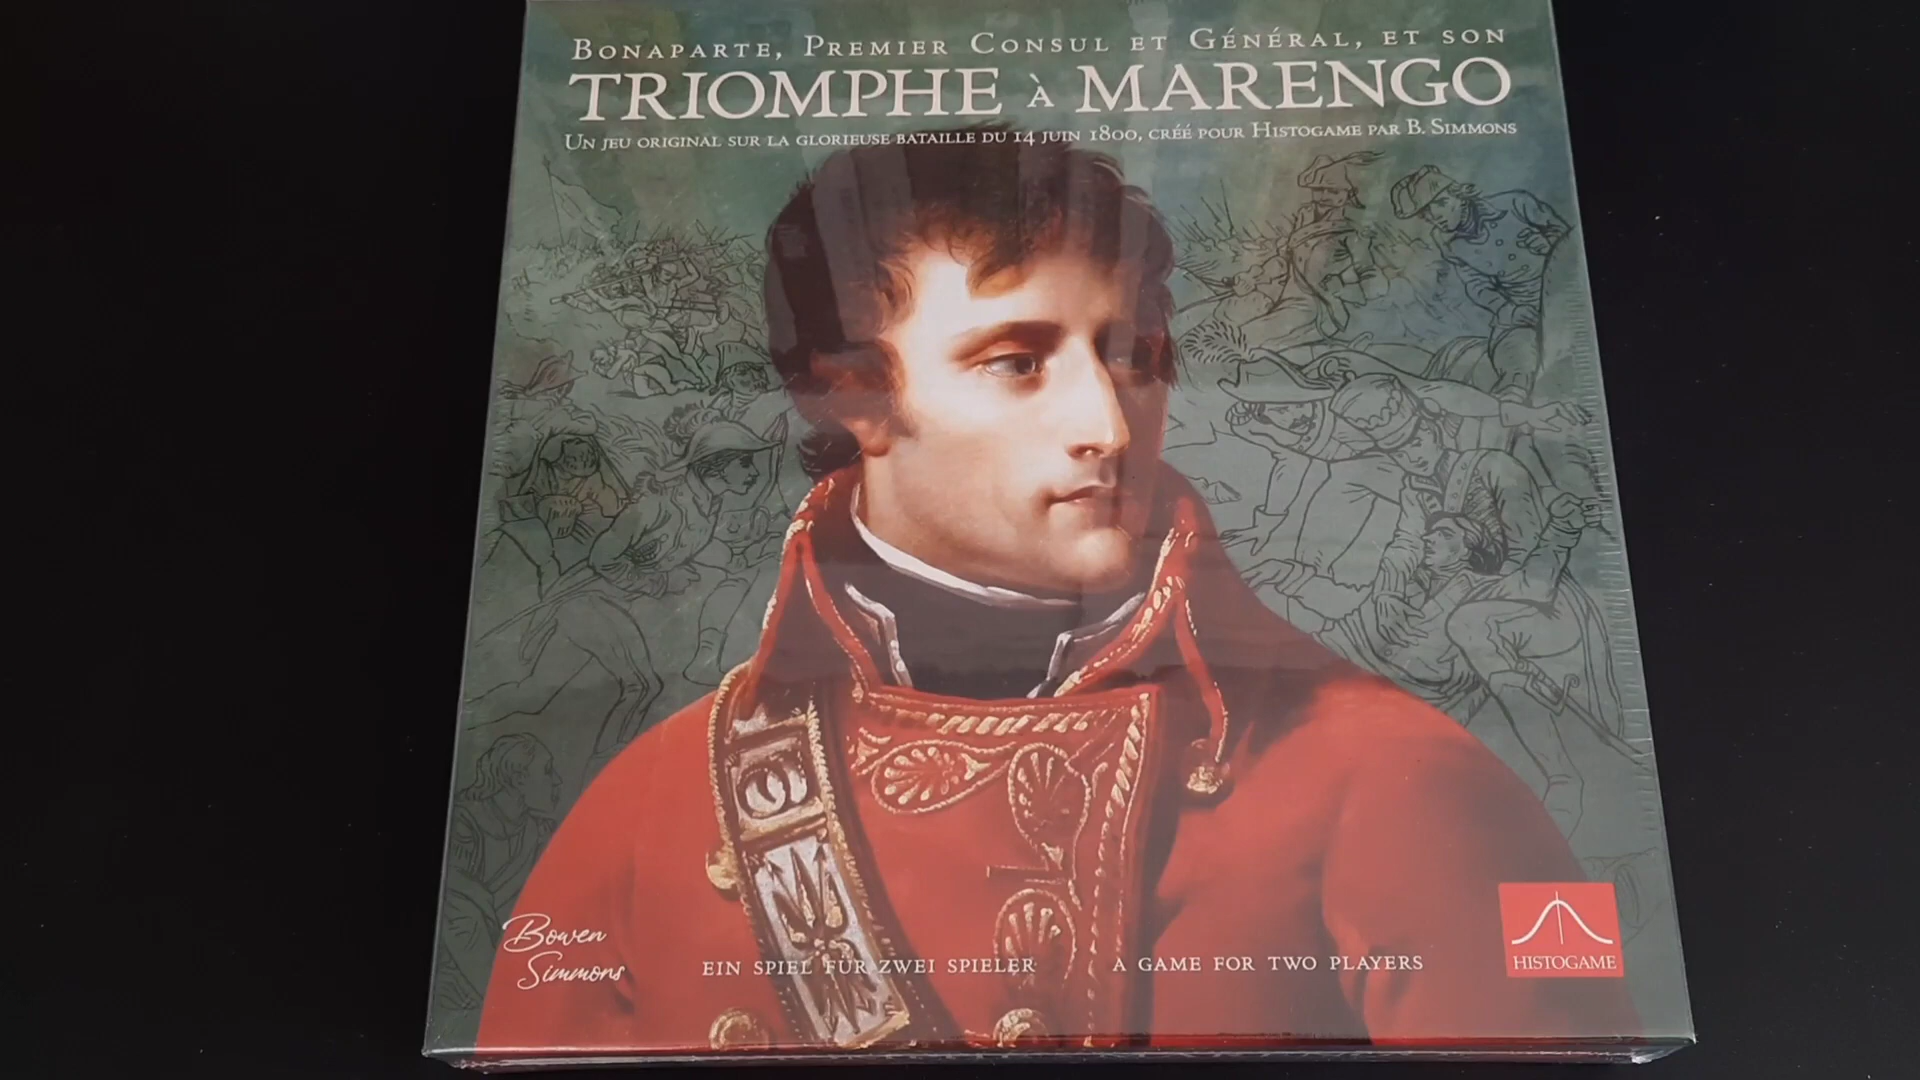 BONAPARTE, PREMIER CONSUL ET GÉNÉRAL, ET SON
TRIOMPHE À MARENGO
UN JEU ORIGINAL SUR LA GLORIEUSE BATAILLE DU 14 JUIN 1800, CRÉÉ POUR HISTOGAME PAR B. SIMMONS
Bowen
Simmons
EIN SPIEL FÜR ZWEI SPIELER
A GAME FOR TWO PLAYERS
HISTOGAME